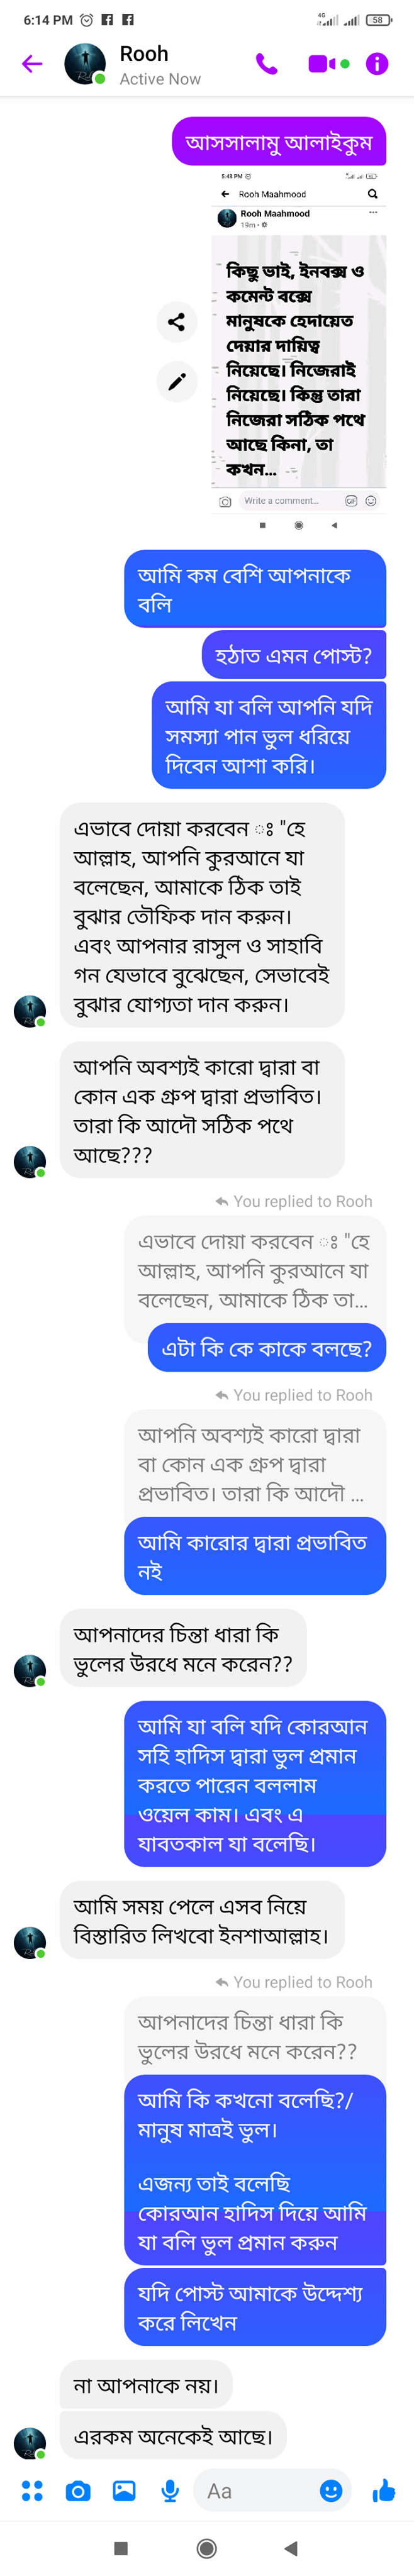 6:14 PM
4G
58
Rooh
Active Now
আসসালামু আলাইকুম
5:48 PM
Rooh Maahmood
Rooh Maahmood
19m
কিছু ভাই, ইনবক্স ও
কমেন্ট বক্সে
মানুষকে হেদায়েত
দেয়ার দায়িত্ব
নিয়েছে। নিজেরাই
নিয়েছে। কিন্তু তারা
নিজেরা সঠিক পথে
আছে কিনা, তা
কখন...
Write a comment...
GIF
আমি কম বেশি আপনাকে
বলি
হঠাত এমন পোস্ট?
আমি যা বলি আপনি যদি
সমস্যা পান ভুল ধরিয়ে
দিবেন আশা করি।
এভাবে দোয়া করবেন ঃ "হে
আল্লাহ, আপনি কুরআনে যা
বলেছেন, আমাকে ঠিক তাই
বুঝার তৌফিক দান করুন।
এবং আপনার রাসুল ও সাহাবি
গন যেভাবে বুঝেছেন, সেভাবেই
বুঝার যোগ্যতা দান করুন।
আপনি অবশ্যই কারো দ্বারা বা
কোন এক গ্রুপ দ্বারা প্রভাবিত।
তারা কি আদৌ সঠিক পথে
আছে???
You replied to Rooh
এভাবে দোয়া করবেন ঃ "হে
আল্লাহ, আপনি কুরআনে যা
বলেছেন, আমাকে ঠিক তা...
এটা কি কে কাকে বলছে?
You replied to Rooh
আপনি অবশ্যই কারো দ্বারা
বা কোন এক গ্রুপ দ্বারা
প্রভাবিত। তারা কি আদৌ ...
আমি কারোর দ্বারা প্রভাবিত
নই
আপনাদের চিন্তা ধারা কি
ভুলের উরধে মনে করেন??
আমি যা বলি যদি কোরআন
সহি হাদিস দ্বারা ভুল প্রমান
করতে পারেন বললাম
ওয়েল কাম। এবং এ
যাবতকাল যা বলেছি।
আমি সময় পেলে এসব নিয়ে
বিস্তারিত লিখবো ইনশাআল্লাহ।
You replied to Rooh
আপনাদের চিন্তা ধারা কি
ভুলের উরধে মনে করেন??
আমি কি কখনো বলেছি?/
মানুষ মাত্রই ভুল।
এজন্য তাই বলেছি
কোরআন হাদিস দিয়ে আমি
যা বলি ভুল প্রমান করুন
যদি পোস্ট আমাকে উদ্দেশ্য
করে লিখেন
না আপনাকে নয়।
এরকম অনেকেই আছে।
Aa